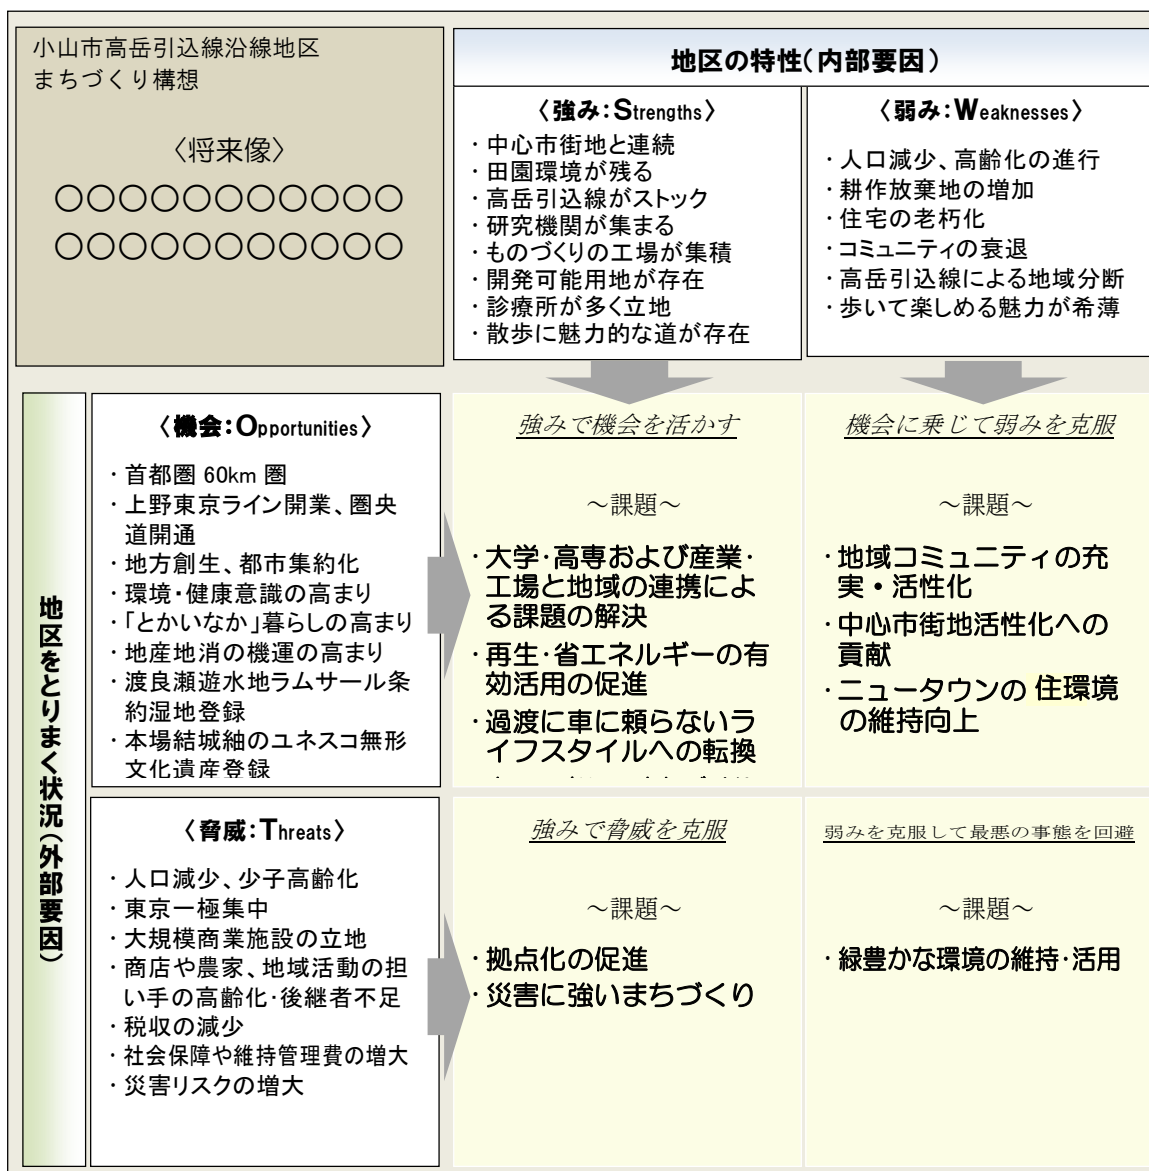 小山市高岳引込線沿線地区
まちづくり構想
〈将来像〉
○○○○○○○○○○○
○○○○○○○○○○○
地区の特性(内部要因)
〈強み:Strengths〉
・中心市街地と連続
・田園環境が残る
・高岳引込線がストック
・研究機関が集まる
・ものづくりの工場が集積
・開発可能用地が存在
・診療所が多く立地
・散歩に魅力的な道が存在
〈弱み:Weaknesses〉
・人口減少、高齢化の進行
・耕作放棄地の増加
・住宅の老朽化
・コミュニティの衰退
・高岳引込線による地域分断
・歩いて楽しめる魅力が希薄
地区をとりまく状況(外部要因)
〈機会:Opportunities〉
・首都圏 60km 圏
・上野東京ライン開業、圏央
道開通
・地方創生、都市集約化
・環境・健康意識の高まり
・「とかいなか」暮らしの高まり
・地産地消の機運の高まり
・渡良瀬遊水地ラムサール条
約湿地登録
・本場結城紬のユネスコ無形
文化遺産登録
強みで機会を活かす
~課題~
・大学・高専および産業・
工場と地域の連携によ
る課題の解決
・再生・省エネルギーの有
効活用の促進
・過渡に車に頼らないラ
イフスタイルへの転換
機会に乗じて弱みを克服
~課題~
・地域コミュニティの充
実・活性化
・中心市街地活性化への
貢献
・ニュータウンの 住環境
の維持向上
〈脅威:Threats〉
・人口減少、少子高齢化
・東京一極集中
・大規模商業施設の立地
・商店や農家、地域活動の担
い手の高齢化・後継者不足
・税収の減少
・社会保障や維持管理費の増大
・災害リスクの増大
強みで脅威を克服
~課題~
・拠点化の促進
・災害に強いまちづくり
弱みを克服して最悪の事態を回避
~課題~
・緑豊かな環境の維持・活用